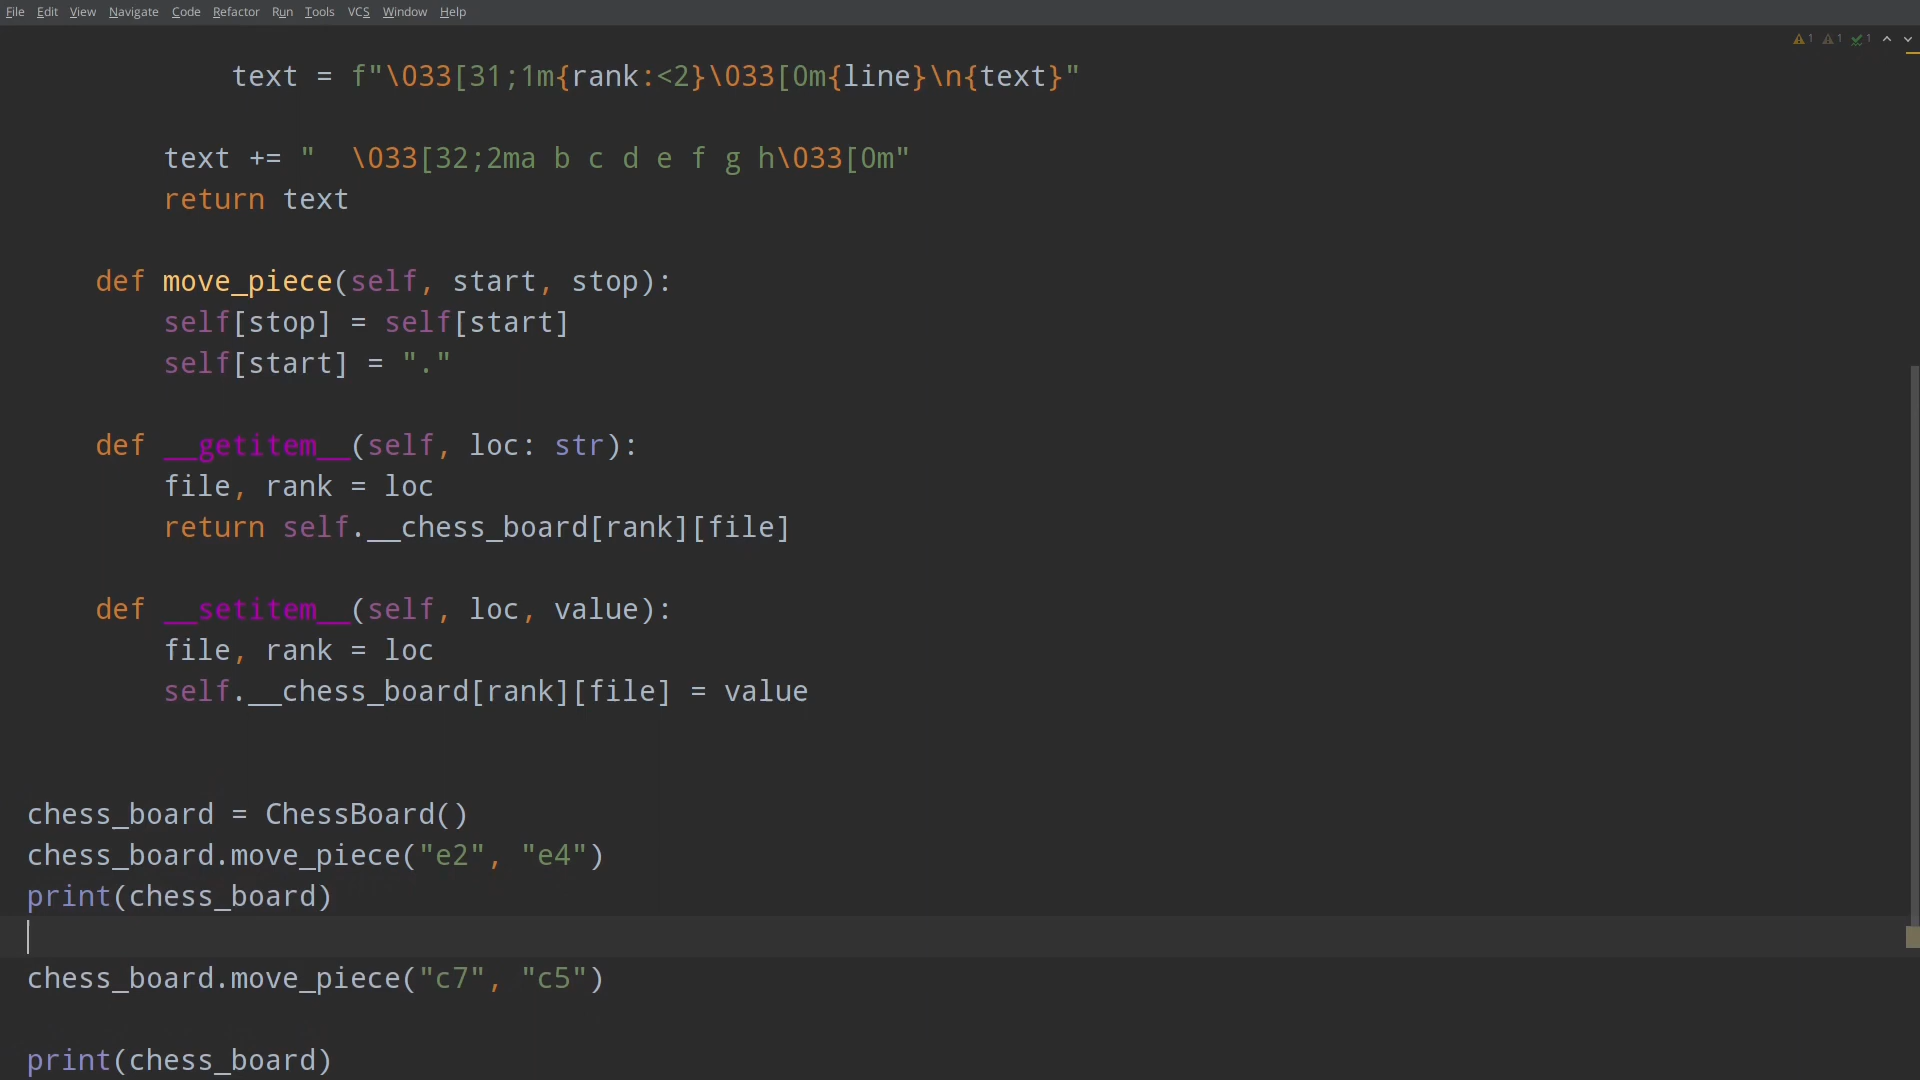 File Edit View Navigate Code Refactor Run Tools VCS Window Help
1 1 1
text = f"\033[31;1m{rank:<2}\033[0m{line}\n{text}"
text += "  \033[32;2ma b c d e f g h\033[0m"
return text
def move_piece(self, start, stop):
self[stop] = self[start]
self[start] = "."
def __getitem__(self, loc: str):
file, rank = loc
return self.__chess_board[rank][file]
def __setitem__(self, loc, value):
file, rank = loc
self.__chess_board[rank][file] = value
chess_board = ChessBoard()
chess_board.move_piece("e2", "e4")
print(chess_board)
chess_board.move_piece("c7", "c5")
print(chess_board)